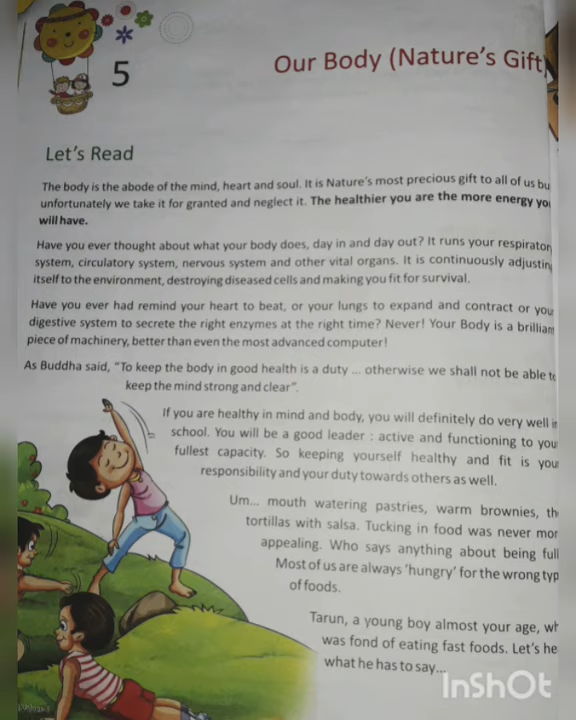 5
Our Body (Nature's Gift)
Let's Read
The body is the abode of the mind, heart and soul. It is Nature's most precious gift to all of us bu
unfortunately we take it for granted and neglect it. The healthier you are the more energy yo
will have.
Have you ever thought about what your body does, day in and day out? It runs your respirator
system, circulatory system, nervous system and other vital organs. It is continuously adjustin
itself to the environment, destroying diseased cells and making you fit for survival.
Have you ever had remind your heart to beat, or your lungs to expand and contract or you
digestive system to secrete the right enzymes at the right time? Never! Your Body is a brillian
piece of machinery, better than even the most advanced computer!
As Buddha said, "To keep the body in good health is a duty ... otherwise we shall not be able to
keep the mind strong and clear".
If you are healthy in mind and body, you will definitely do very well in
school. You will be a good leader : active and functioning to you
fullest capacity. So keeping yourself healthy and fit is you
responsibility and your duty towards others as well.
Um... mouth watering pastries, warm brownies, th
tortillas with salsa. Tucking in food was never mor
appealing. Who says anything about being full
Most of us are always 'hungry' for the wrong typ
of foods.
Tarun, a young boy almost your age, wh
was fond of eating fast foods. Let's he
what he has to say...
InShOt